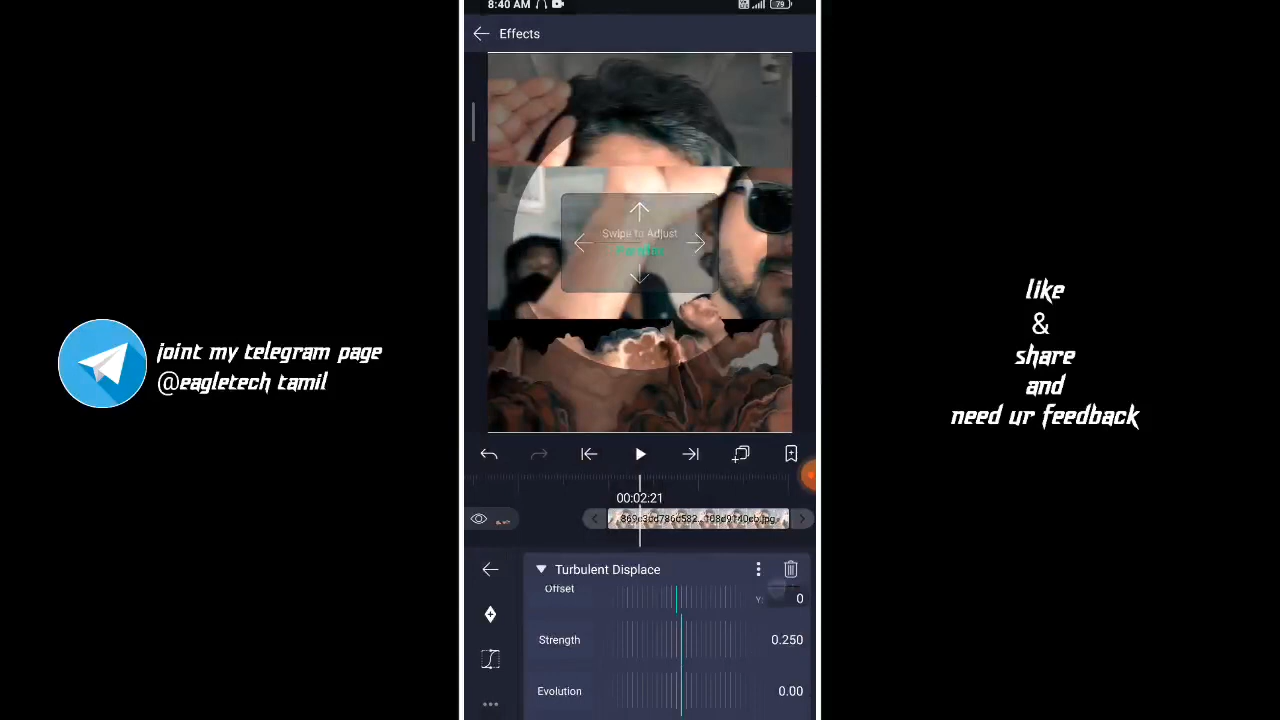 8:40 AM
79
Effects
Swipe to Adjust
joint my telegram page
@eagletech tamil
like
&
share
and
need ur feedback
00:02:21
Turbulent Displace
Offset
Y: 0
Strength
0.250
Evolution
0.00